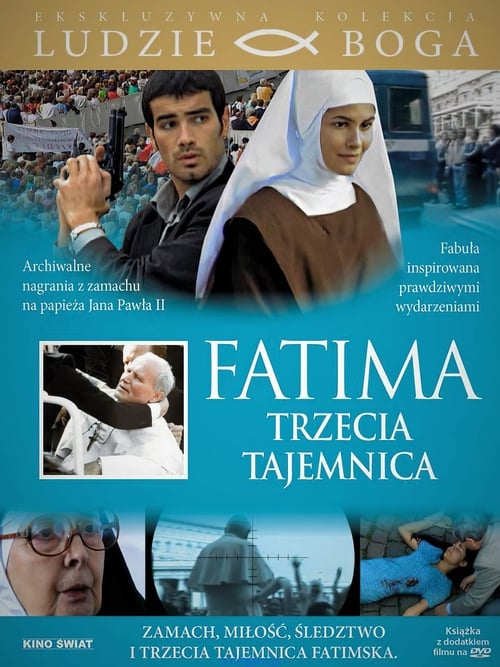 EKSKLUZYWNA KOLEKCJA
LUDZIE BOGA
Archiwalne
nagrania z zamachu
na papieża Jana Pawła II
Fabuła
inspirowana
prawdziwymi
wydarzeniami
FATIMA
TRZECIA
TAJEMNICA
KINO ŚWIAT
ZAMACH, MIŁOŚĆ, ŚLEDZTWO
I TRZECIA TAJEMNICA FATIMSKA.
Książka
z dodatkiem
filmu na DVD